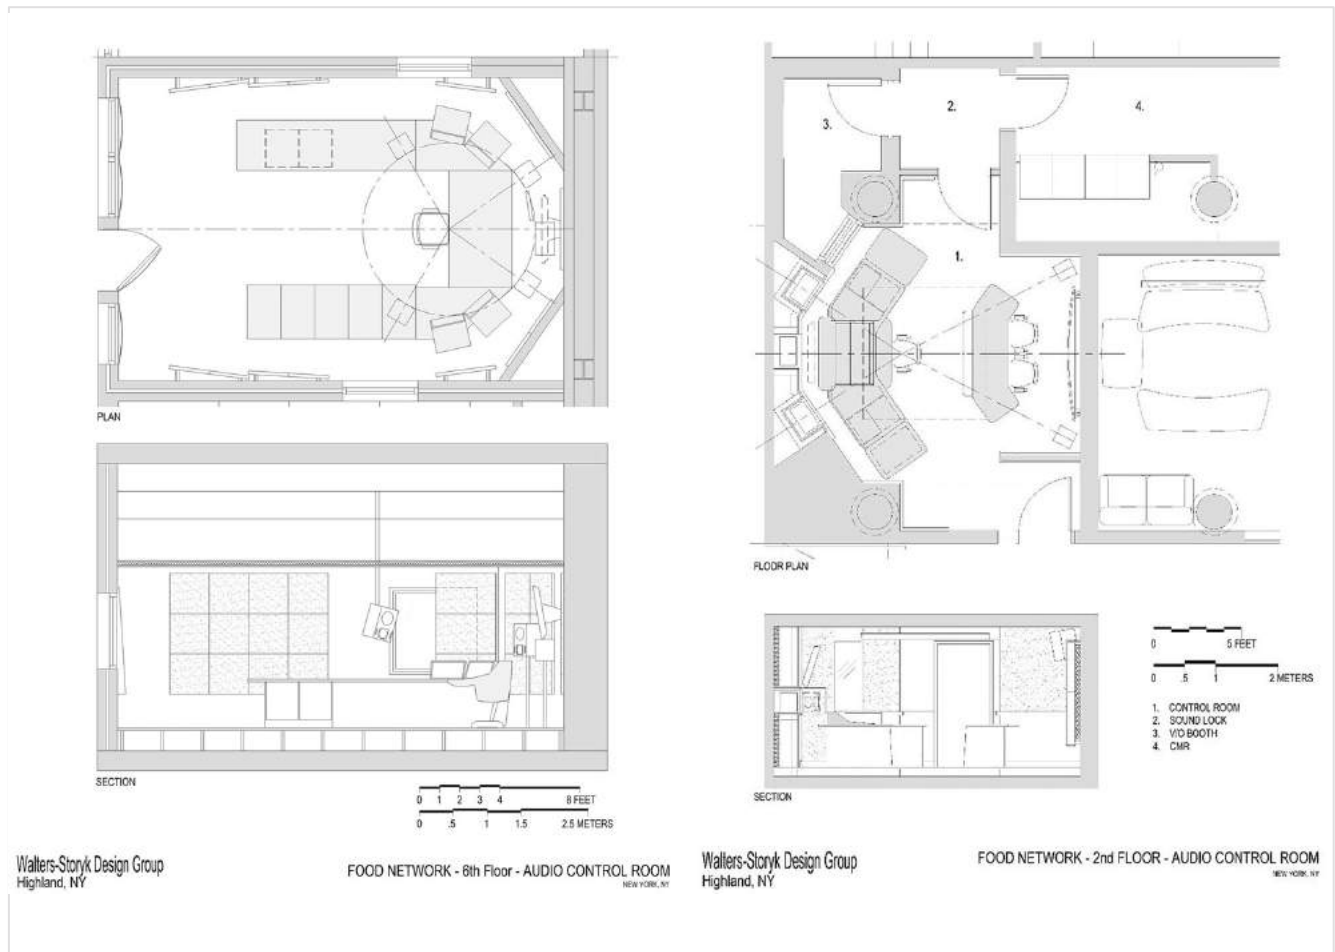 PLAN
SECTION
0 1 2 3 4 8 FEET
0 .5 1 1.5 2.5 METERS
Walters-Storyk Design Group
Highland, NY
FOOD NETWORK - 6th Floor - AUDIO CONTROL ROOM
NEW YORK, NY
2.
4.
3.
1.
FLOOR PLAN
SECTION
0 5 FEET
0 .5 1 2 METERS
1. CONTROL ROOM
2. SOUND LOCK
3. V/O BOOTH
4. CMR
Walters-Storyk Design Group
Highland, NY
FOOD NETWORK - 2nd FLOOR - AUDIO CONTROL ROOM
NEW YORK, NY